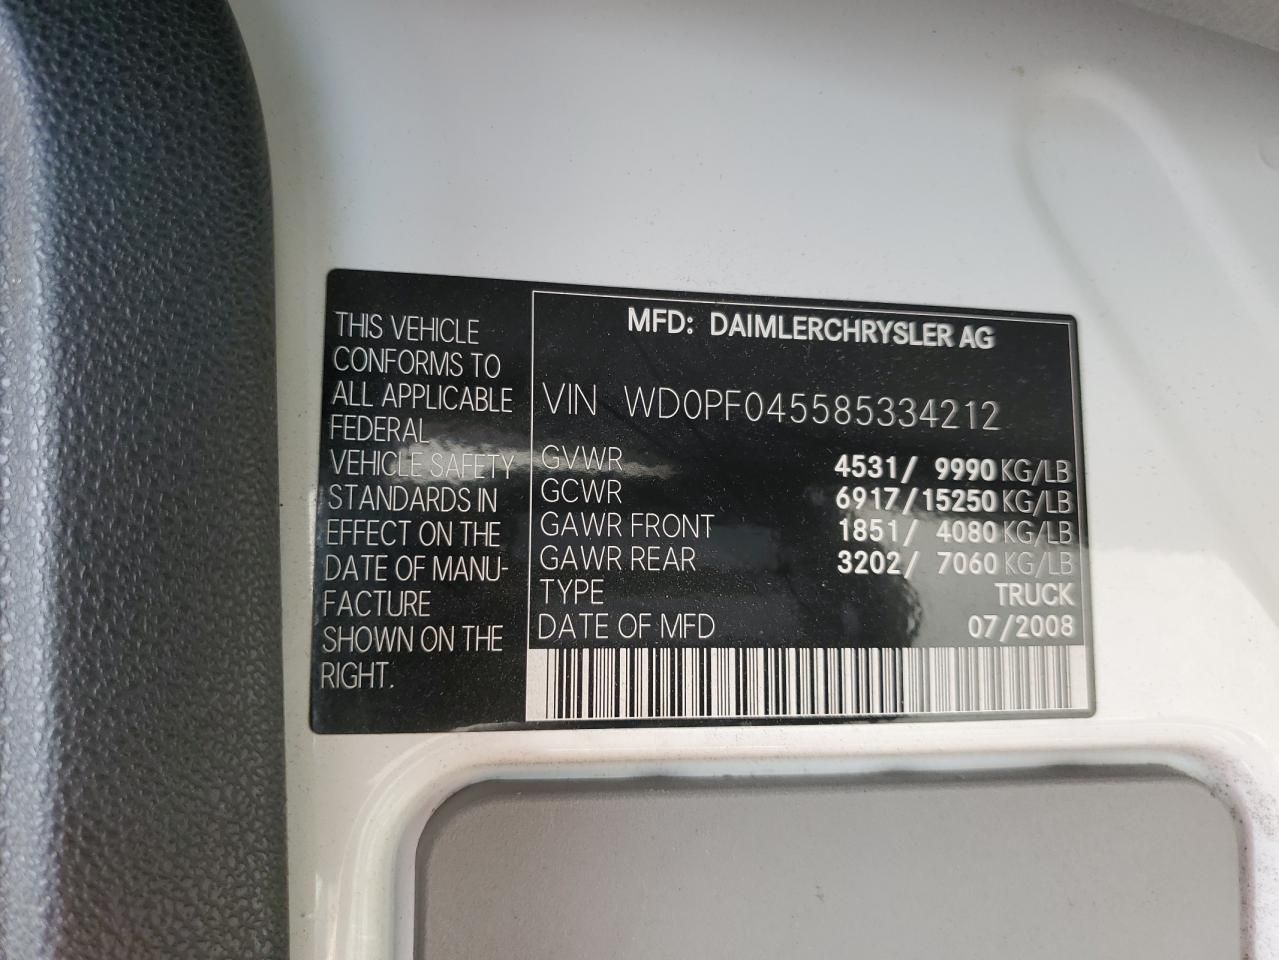 THIS VEHICLE
CONFORMS TO
ALL APPLICABLE
FEDERAL
VEHICLE SAFETY
STANDARDS IN
EFFECT ON THE
DATE OF MANU-
FACTURE
SHOWN ON THE
RIGHT.
MFD: DAIMLERCHRYSLER AG
VIN WD0PF045585334212
GVWR 4531/ 9990 KG/LB
GCWR 6917/15250 KG/LB
GAWR FRONT 1851/ 4080 KG/LB
GAWR REAR 3202/ 7060 KG/LB
TYPE TRUCK
DATE OF MFD 07/2008